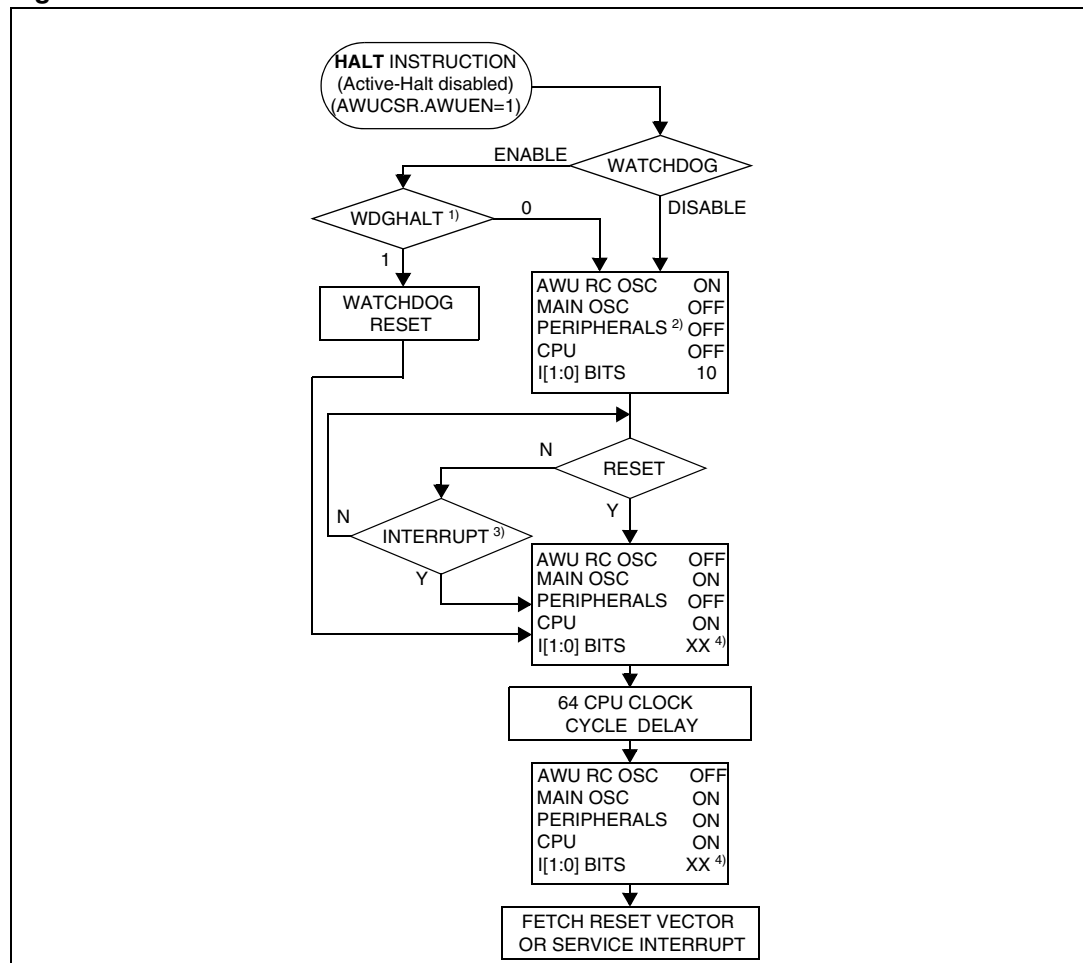 HALT INSTRUCTION
(Active-Halt disabled)
(AWUCSR.AWUEN=1)
WATCHDOG
ENABLE
DISABLE
WDGHALT 1)
0
1
WATCHDOG
RESET
AWU RC OSC ON
MAIN OSC OFF
PERIPHERALS 2) OFF
CPU OFF
I[1:0] BITS 10
RESET
N
Y
INTERRUPT 3)
N
Y
AWU RC OSC OFF
MAIN OSC ON
PERIPHERALS OFF
CPU ON
I[1:0] BITS XX 4)
64 CPU CLOCK
CYCLE DELAY
AWU RC OSC OFF
MAIN OSC ON
PERIPHERALS ON
CPU ON
I[1:0] BITS XX 4)
FETCH RESET VECTOR
OR SERVICE INTERRUPT